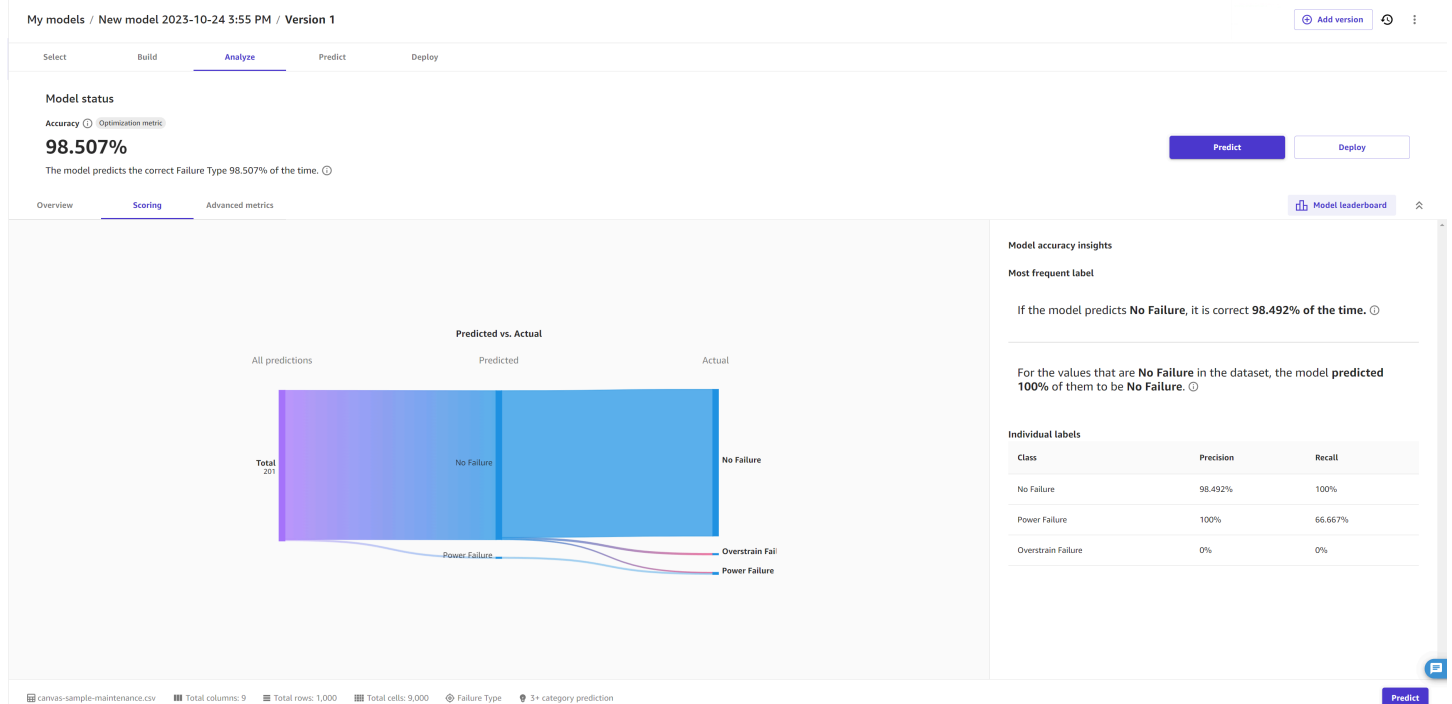 My models / New model 2023-10-24 3:55 PM / Version 1
Add version
Select Build Analyze Predict Deploy
Model status
Accuracy Optimization metric
98.507%
The model predicts the correct Failure Type 98.507% of the time.
Predict Deploy
Overview Scoring Advanced metrics
Model leaderboard
Predicted vs. Actual
All predictions Predicted Actual
Total
201
No Failure
No Failure
Power Failure
Overstrain Fail
Power Failure
Model accuracy insights
Most frequent label
If the model predicts No Failure, it is correct 98.492% of the time.
For the values that are No Failure in the dataset, the model predicted
100% of them to be No Failure.
Individual labels
Class Precision Recall
No Failure 98.492% 100%
Power Failure 100% 66.667%
Overstrain Failure 0% 0%
canvas-sample-maintenance.csv Total columns: 9 Total rows: 1,000 Total cells: 9,000 Failure Type 3+ category prediction
Predict